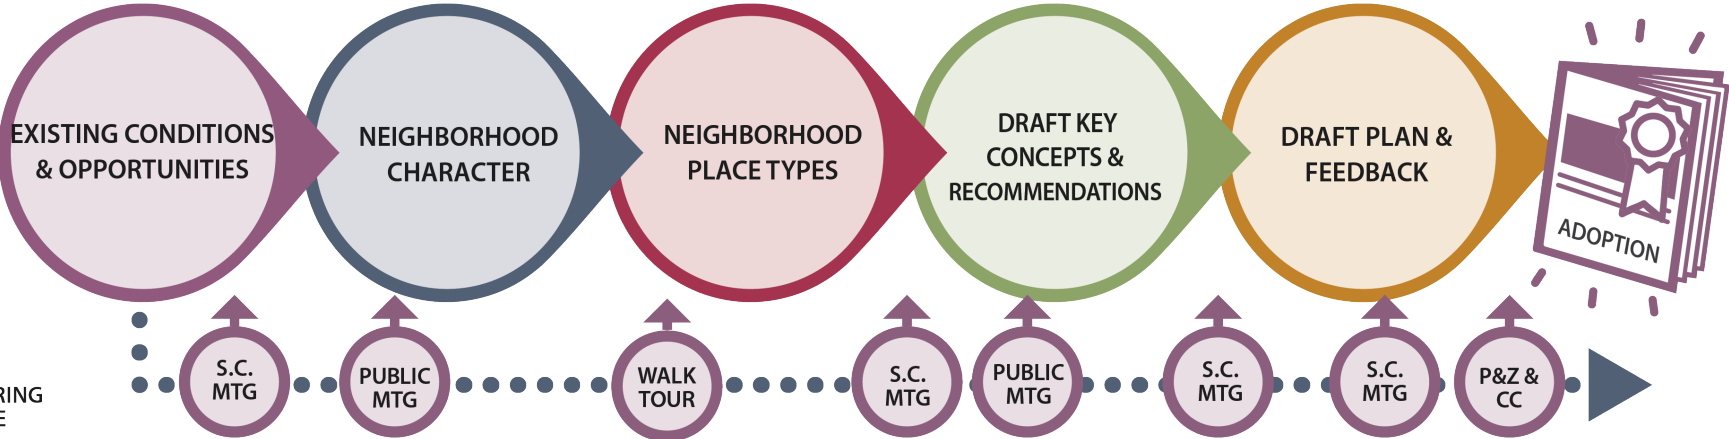 EXISTING CONDITIONS
& OPPORTUNITIES
NEIGHBORHOOD
CHARACTER
NEIGHBORHOOD
PLACE TYPES
DRAFT KEY
CONCEPTS &
RECOMMENDATIONS
DRAFT PLAN &
FEEDBACK
ADOPTION
S.C.
MTG
PUBLIC
MTG
WALK
TOUR
S.C.
MTG
PUBLIC
MTG
S.C.
MTG
S.C.
MTG
P&Z &
CC